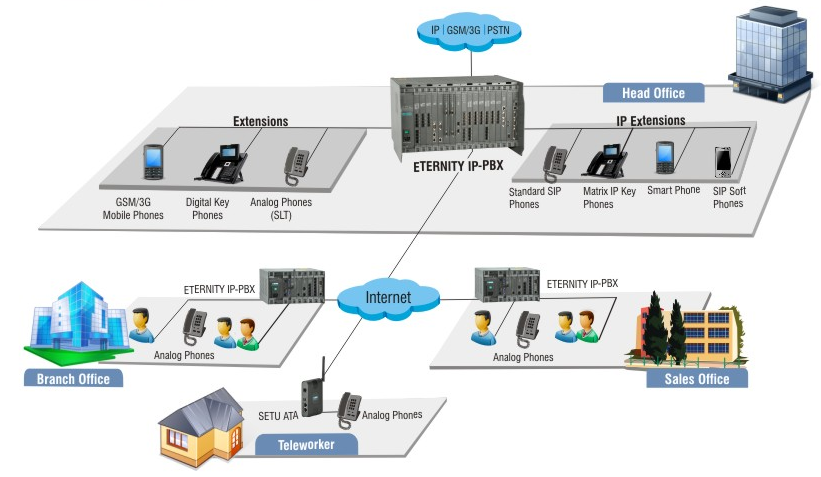 IP | GSM/3G | PSTN
Head Office
Extensions
IP Extensions
ETERNITY IP-PBX
GSM/3G
Mobile Phones
Digital Key
Phones
Analog Phones
(SLT)
Standard SIP
Phones
Matrix IP Key
Phones
Smart Phone
SIP Soft
Phones
ETERNITY IP-PBX
Internet
ETERNITY IP-PBX
Analog Phones
Analog Phones
Branch Office
Sales Office
SETU ATA
Analog Phones
Teleworker